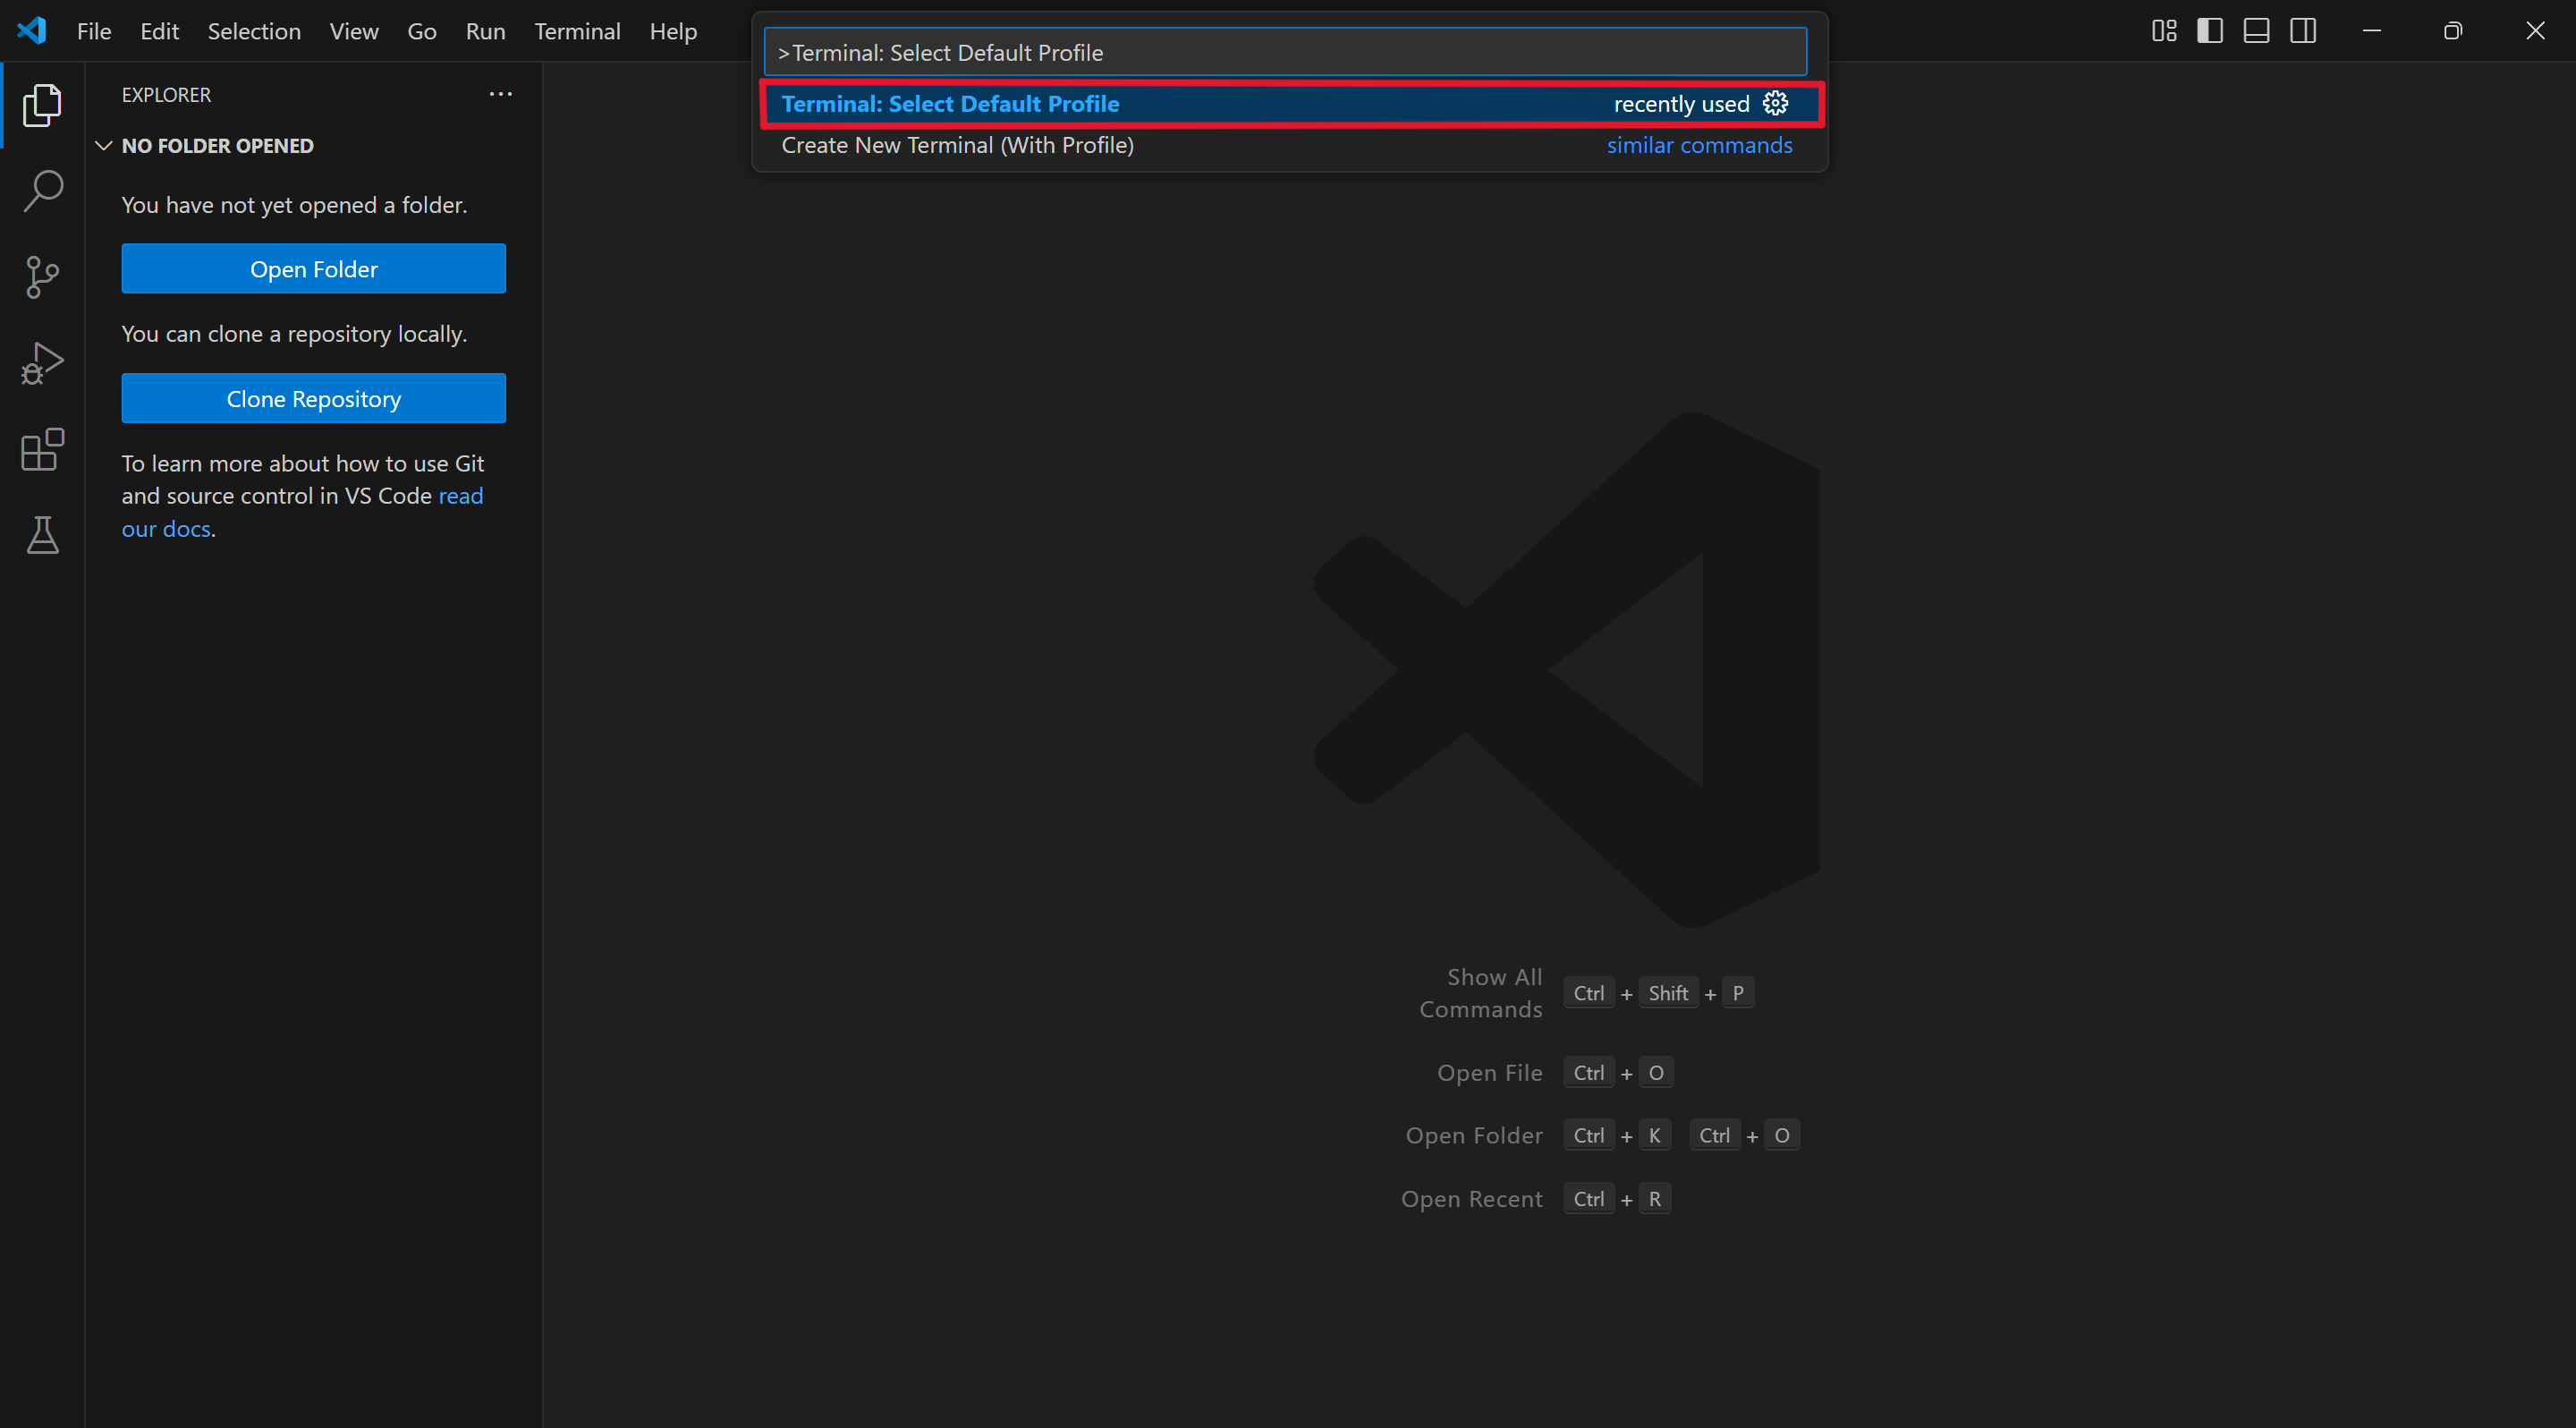 File Edit Selection View Go Run Terminal Help
>Terminal: Select Default Profile
Terminal: Select Default Profile recently used
Create New Terminal (With Profile) similar commands
EXPLORER
NO FOLDER OPENED
You have not yet opened a folder.
Open Folder
You can clone a repository locally.
Clone Repository
To learn more about how to use Git
and source control in VS Code read
our docs.
Show All
Commands Ctrl + Shift + P
Open File Ctrl + O
Open Folder Ctrl + K Ctrl + O
Open Recent Ctrl + R